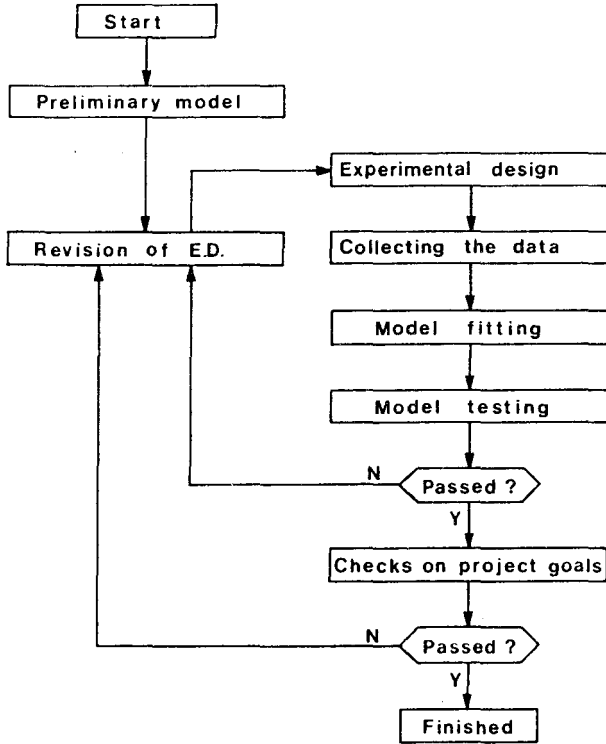 Start
Preliminary model
Experimental design
Revision of E.D.
Collecting the data
Model fitting
Model testing
N
Passed ?
Y
Checks on project goals
N
Passed ?
Y
Finished